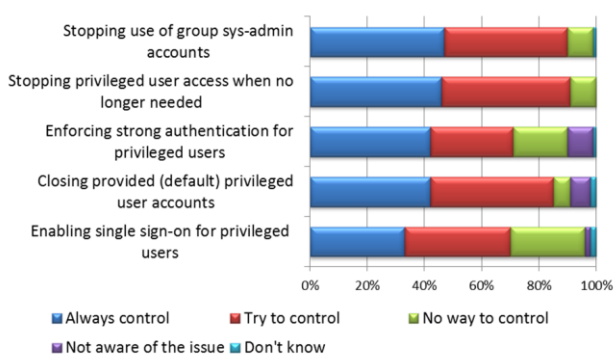 Stopping use of group sys-admin
accounts
Stopping privileged user access when no
longer needed
Enforcing strong authentication for
privileged users
Closing provided (default) privileged
user accounts
Enabling single sign-on for privileged
users
0% 20% 40% 60% 80% 100%
Always control Try to control No way to control
Not aware of the issue Don't know